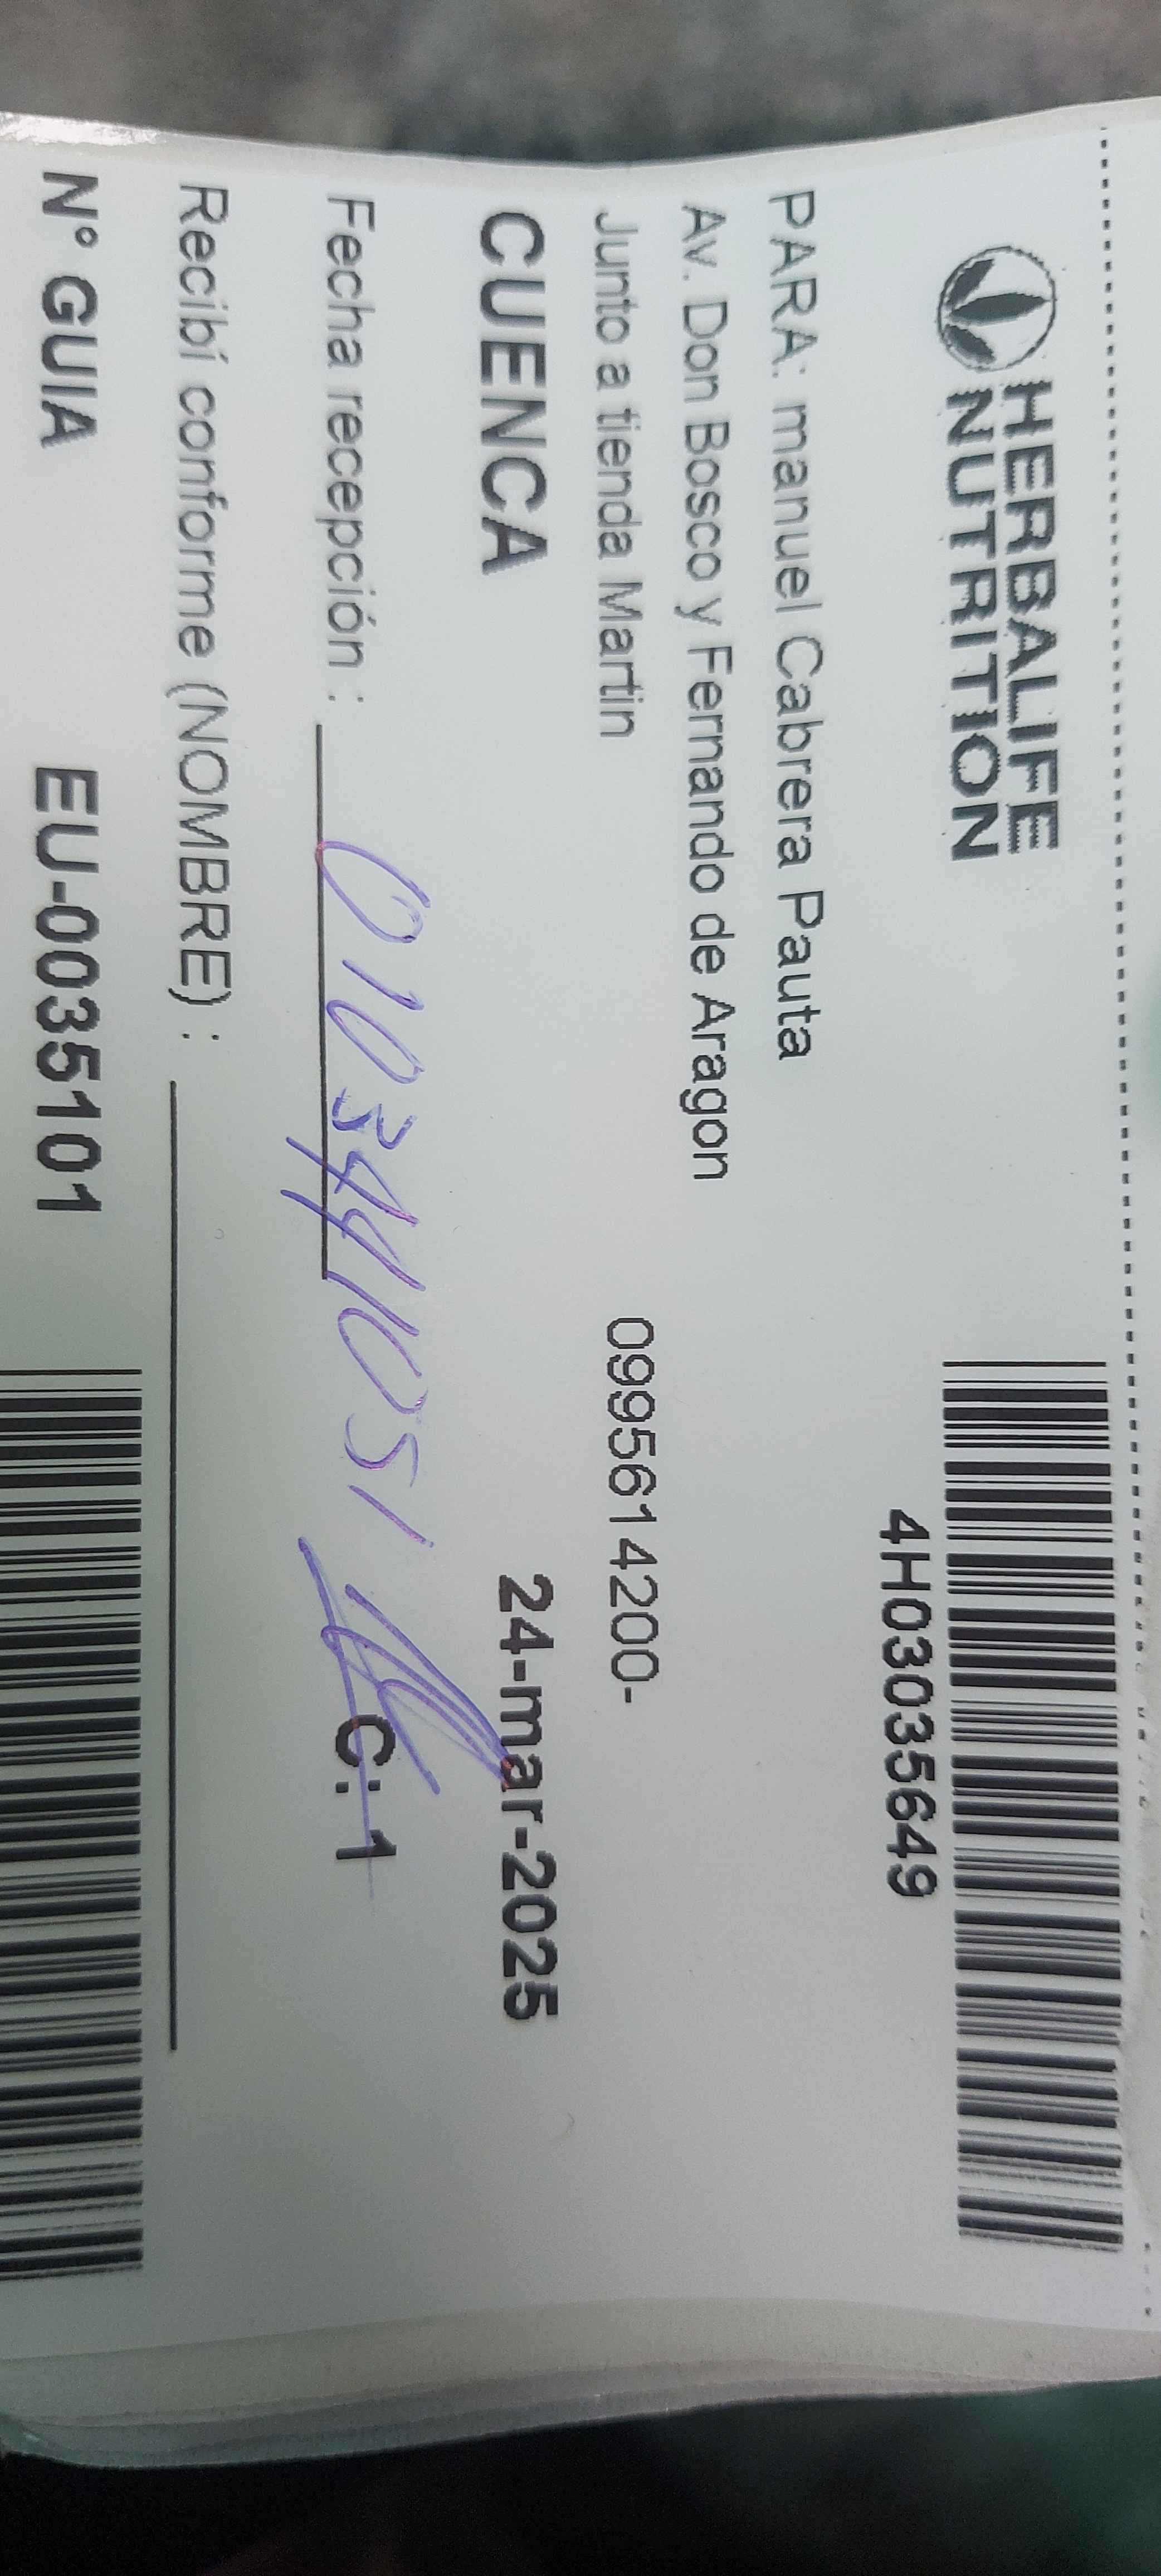 HERBALIFE
NUTRITION
4H03035649
PARA: manuel Cabrera Pauta
Av. Don Bosco y Fernando de Aragon
Junto a tienda Martin
0995614200-
CUENCA
24-mar-2025
Fecha recepción : 0103441051
C: 1
Recibí conforme (NOMBRE) :
N° GUIA EU-0035101